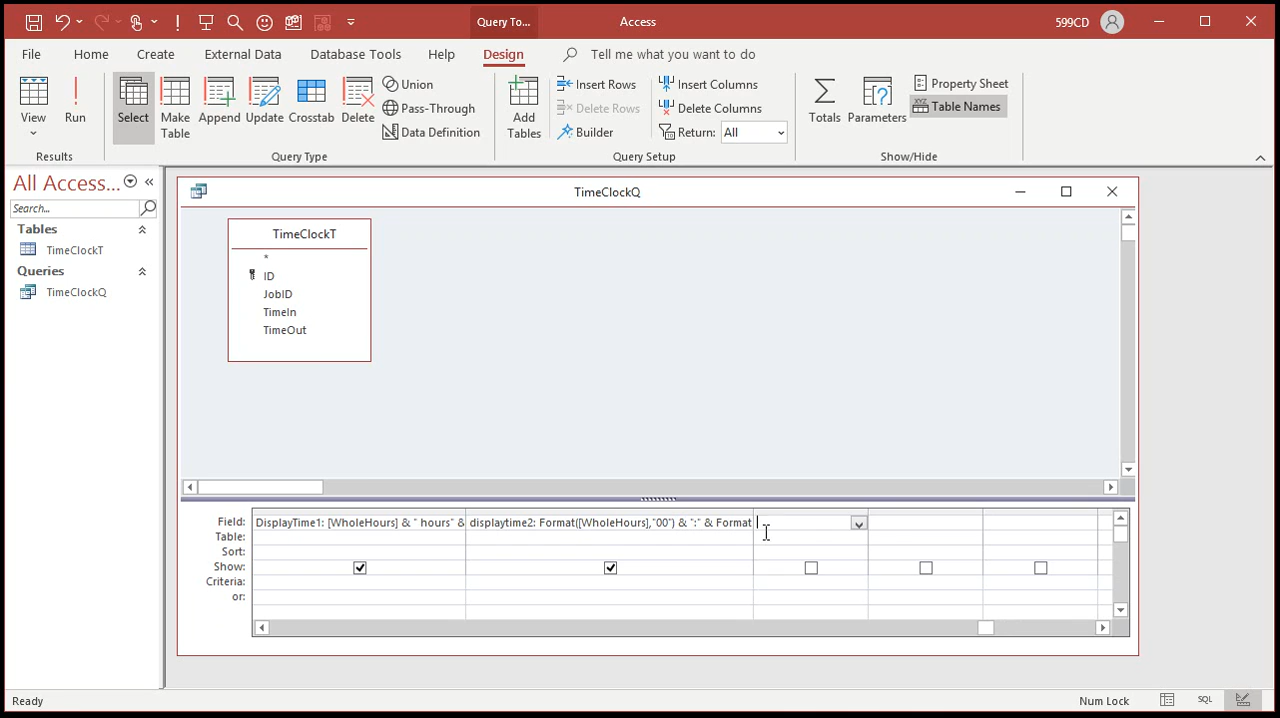 Query To...
Access
599CD
File
Home
Create
External Data
Database Tools
Help
Design
Tell me what you want to do
View
Run
Select
Make
Table
Append
Update
Crosstab
Delete
Union
Pass-Through
Data Definition
Add
Tables
Insert Rows
Delete Rows
Builder
Insert Columns
Delete Columns
Return:
All
Totals
Parameters
Property Sheet
Table Names
Results
Query Type
Query Setup
Show/Hide
All Access...
Search...
Tables
TimeClockT
Queries
TimeClockQ
TimeClockQ
TimeClockT
*
ID
JobID
TimeIn
TimeOut
Field:
DisplayTime1: [WholeHours] & " hours" &
displaytime2: Format([WholeHours],"00") & ":" & Format
Table:
Sort:
Show:
Criteria:
or:
Ready
Num Lock
SQL